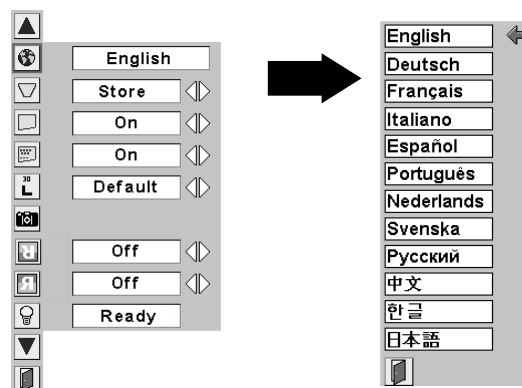 English
Store
On
On
30
L
Default
R
Off
R
Off
Ready
English
Deutsch
Français
Italiano
Español
Português
Nederlands
Svenska
Русский
中文
한글
日本語